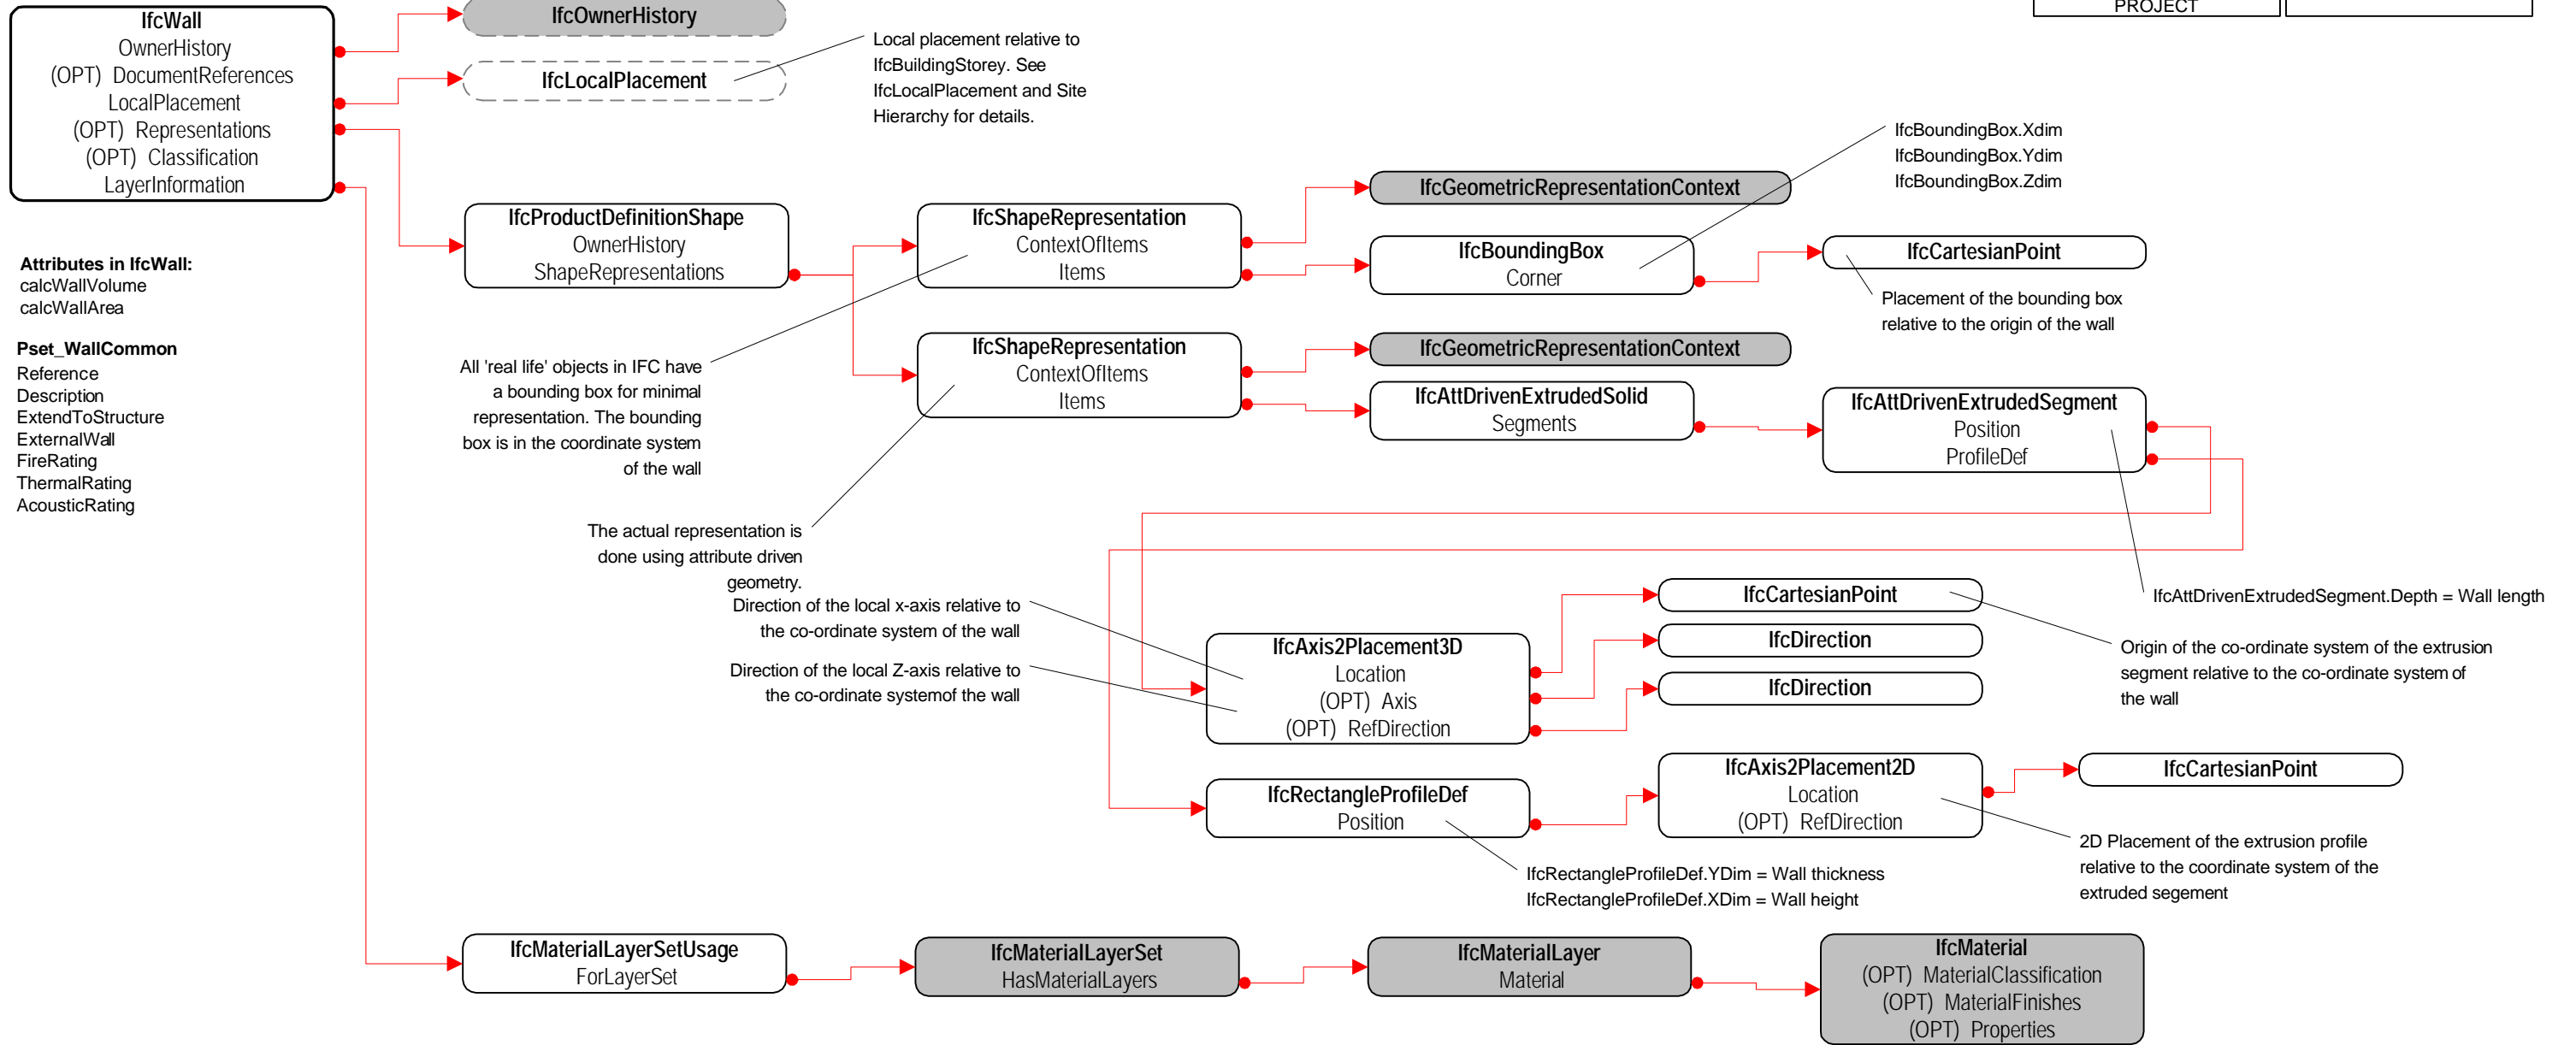 PROJECT
IfcWall
OwnerHistory
(OPT) DocumentReferences
LocalPlacement
(OPT) Representations
(OPT) Classification
LayerInformation
IfcOwnerHistory
IfcLocalPlacement
Local placement relative to
IfcBuildingStorey. See
IfcLocalPlacement and Site
Hierarchy for details.
Attributes in IfcWall:
calcWallVolume
calcWallArea
Pset_WallCommon
Reference
Description
ExtendToStructure
ExternalWall
FireRating
ThermalRating
AcousticRating
IfcProductDefinitionShape
OwnerHistory
ShapeRepresentations
IfcShapeRepresentation
ContextOfItems
Items
IfcGeometricRepresentationContext
IfcBoundingBox
Corner
IfcBoundingBox.Xdim
IfcBoundingBox.Ydim
IfcBoundingBox.Zdim
IfcCartesianPoint
Placement of the bounding box
relative to the origin of the wall
All 'real life' objects in IFC have
a bounding box for minimal
representation. The bounding
box is in the coordinate system
of the wall
IfcShapeRepresentation
ContextOfItems
Items
IfcGeometricRepresentationContext
IfcAttDrivenExtrudedSolid
Segments
IfcAttDrivenExtrudedSegment
Position
ProfileDef
The actual representation is
done using attribute driven
geometry.
Direction of the local x-axis relative to
the co-ordinate system of the wall
Direction of the local Z-axis relative to
the co-ordinate systemof the wall
IfcAxis2Placement3D
Location
(OPT) Axis
(OPT) RefDirection
IfcCartesianPoint
IfcDirection
IfcDirection
IfcAttDrivenExtrudedSegment.Depth = Wall length
Origin of the co-ordinate system of the extrusion
segment relative to the co-ordinate system of
the wall
IfcRectangleProfileDef
Position
IfcAxis2Placement2D
Location
(OPT) RefDirection
IfcCartesianPoint
IfcRectangleProfileDef.YDim = Wall thickness
IfcRectangleProfileDef.XDim = Wall height
2D Placement of the extrusion profile
relative to the coordinate system of the
extruded segement
IfcMaterialLayerSetUsage
ForLayerSet
IfcMaterialLayerSet
HasMaterialLayers
IfcMaterialLayer
Material
IfcMaterial
(OPT) MaterialClassification
(OPT) MaterialFinishes
(OPT) Properties